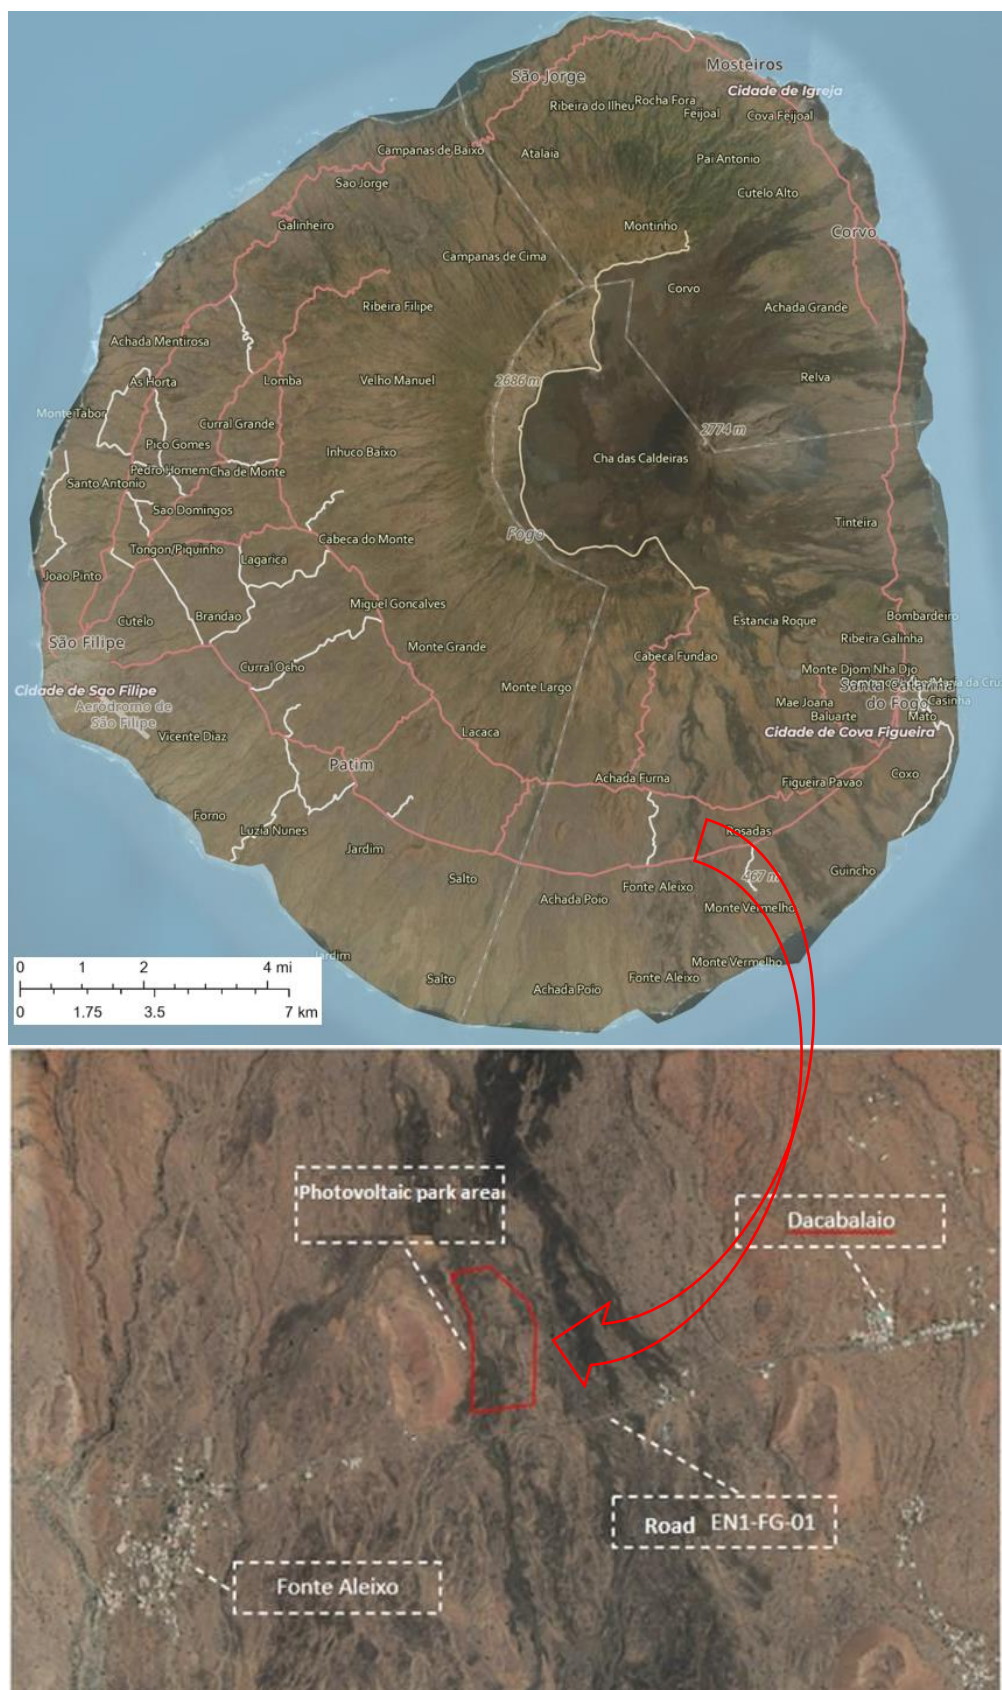 São Jorge
Mosteiros
Cidade de Igreja
Ribeira do Ilheu
Rocha Fora
Feijoal
Cova Feijoal
Campanas de Baixo
Atalaia
Pai Antonio
Sao Jorge
Cutelo Alto
Galinheiro
Montinho
Corvo
Campanas de Cima
Corvo
Ribeira Filipe
Achada Grande
Achada Mentirosa
As Horta
Lomba
Velho Manuel
2686 m
Relva
Monte Tabor
Curral Grande
2774 m
Pico Gomes
Inhuco Baixo
Cha das Caldeiras
Pedro Homem
Cha de Monte
Santo Antonio
Sao Domingos
Tinteira
Fogo
Cabeca do Monte
Tongon/Piquinho
Lagarica
Joao Pinto
Miguel Goncalves
Cutelo
Brandao
Estancia Roque
Bombardeiro
São Filipe
Monte Grande
Cabeca Fundao
Ribeira Galinha
Curral Ocho
Monte Djom Nha Djo
Monte Largo
Santa Catarina
do Fogo
Cidade de Sao Filipe
Aeródromo de
São Filipe
Mae Joana
Casinha
Baluarte
Mato
Vicente Diaz
Lacaca
Cidade de Cova Figueira
Patim
Achada Furna
Figueira Pavao
Coxo
Forno
Luzia Nunes
Rosadas
Jardim
Salto
Fonte Aleixo
467 m
Guincho
Achada Poio
Monte Vermelho
Jardim
Monte Vermelho
Salto
Achada Poio
Fonte Aleixo
0 1 2 4 mi
0 1.75 3.5 7 km
Photovoltaic park area
Dacabalaio
Road EN1-FG-01
Fonte Aleixo